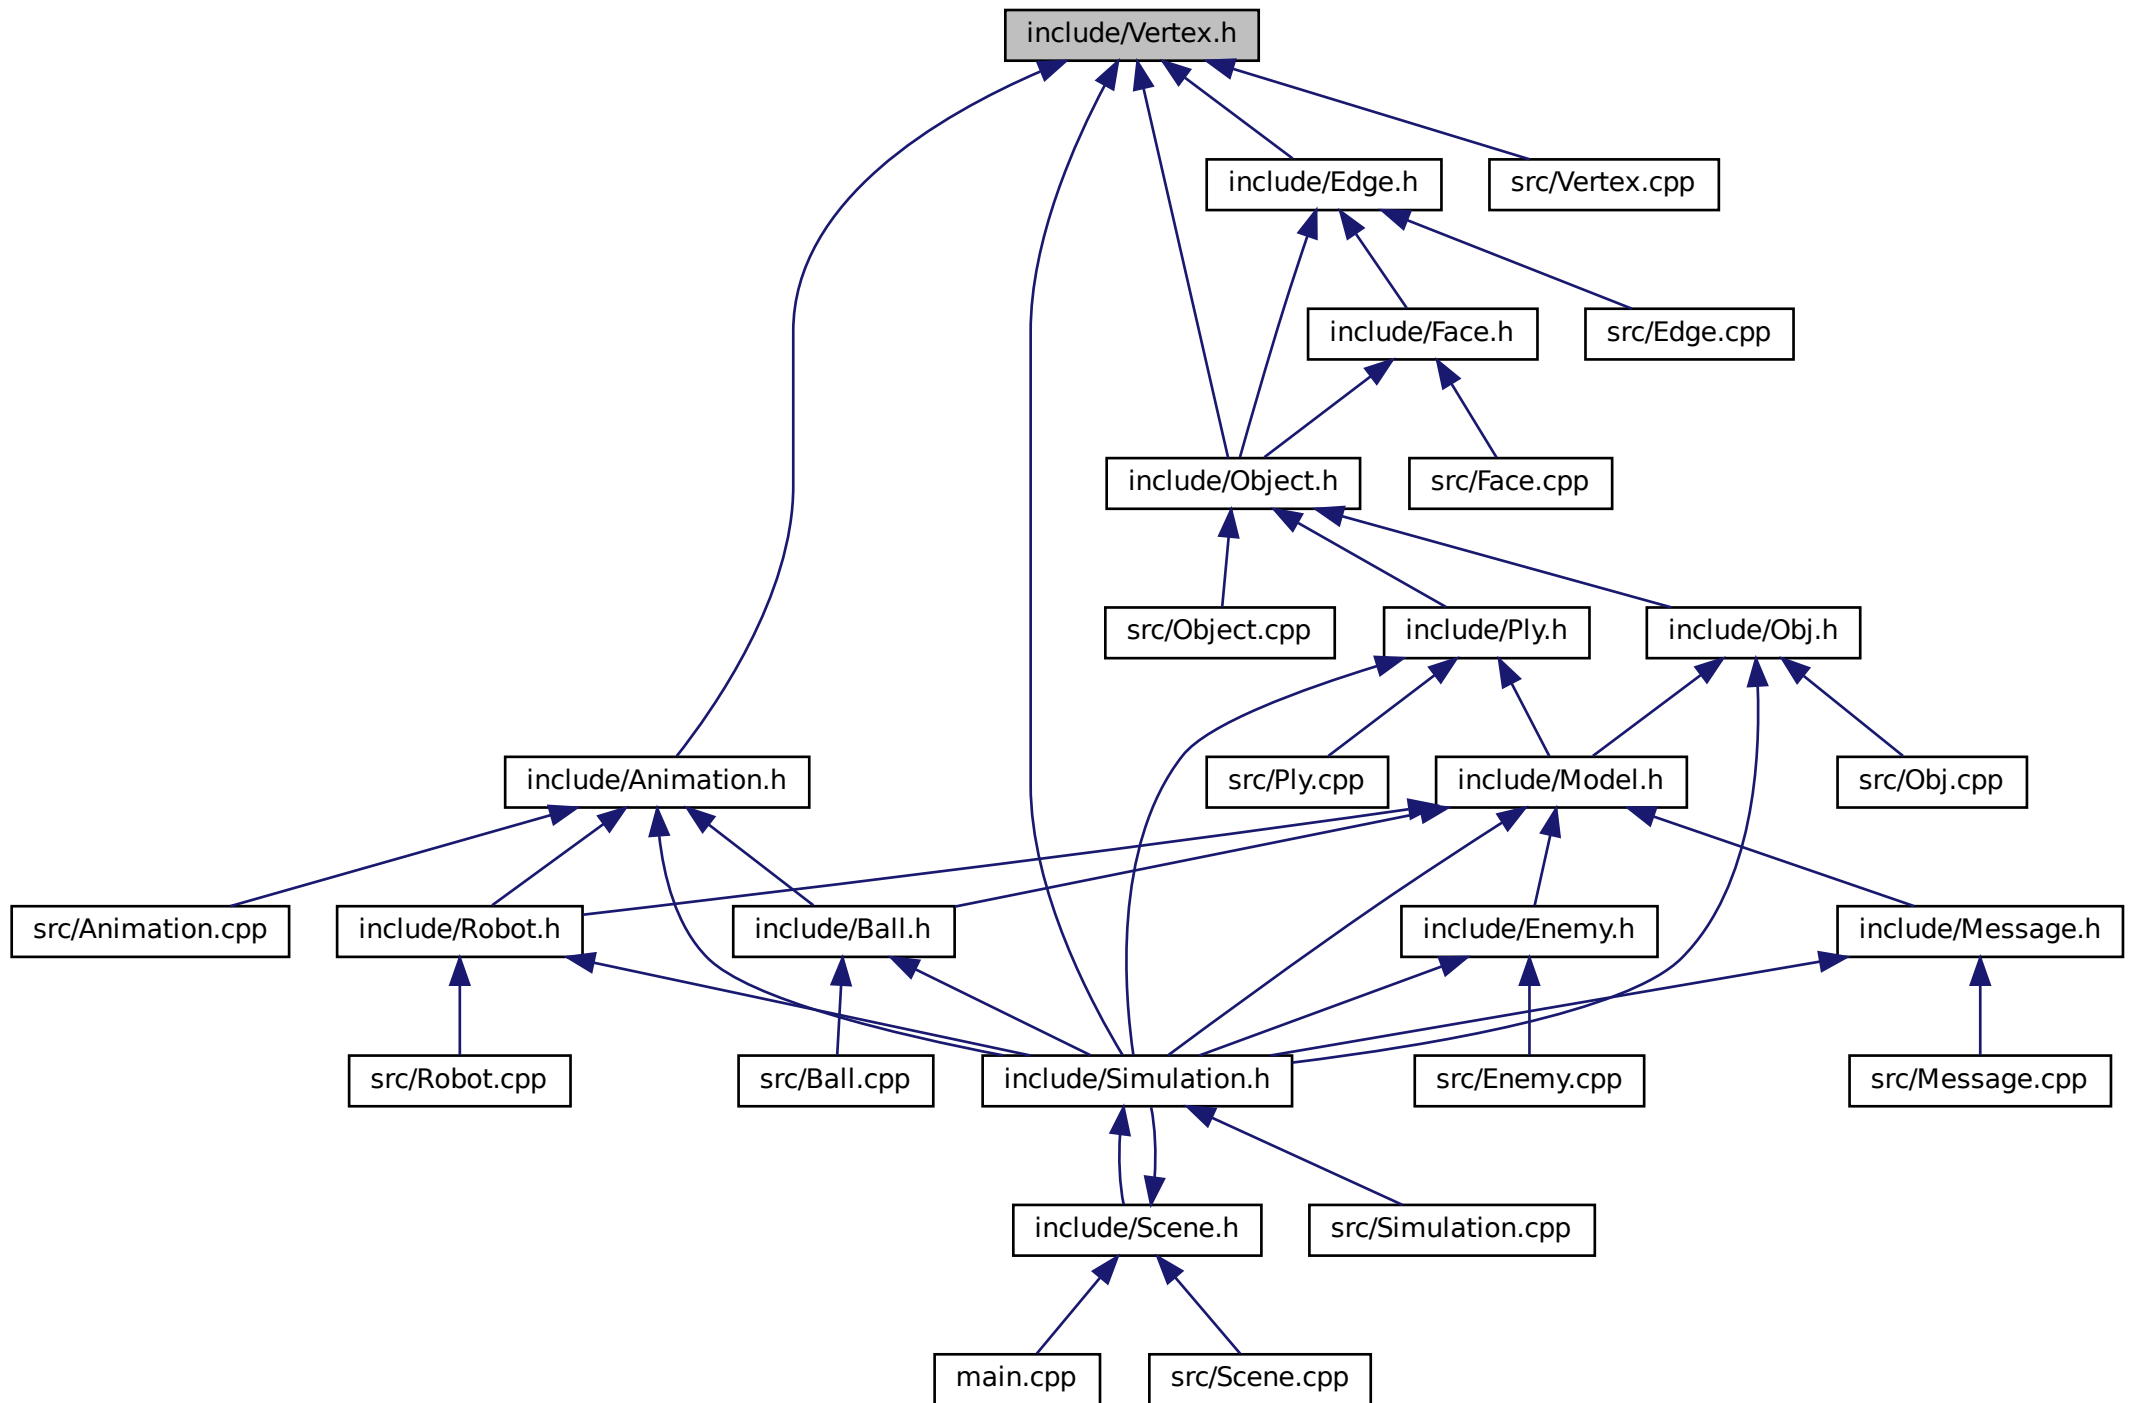 include/Vertex.h
include/Edge.h
src/Vertex.cpp
include/Face.h
src/Edge.cpp
include/Object.h
src/Face.cpp
src/Object.cpp
include/Ply.h
include/Obj.h
include/Animation.h
src/Ply.cpp
include/Model.h
src/Obj.cpp
src/Animation.cpp
include/Robot.h
include/Ball.h
include/Enemy.h
include/Message.h
src/Robot.cpp
src/Ball.cpp
include/Simulation.h
src/Enemy.cpp
src/Message.cpp
include/Scene.h
src/Simulation.cpp
main.cpp
src/Scene.cpp